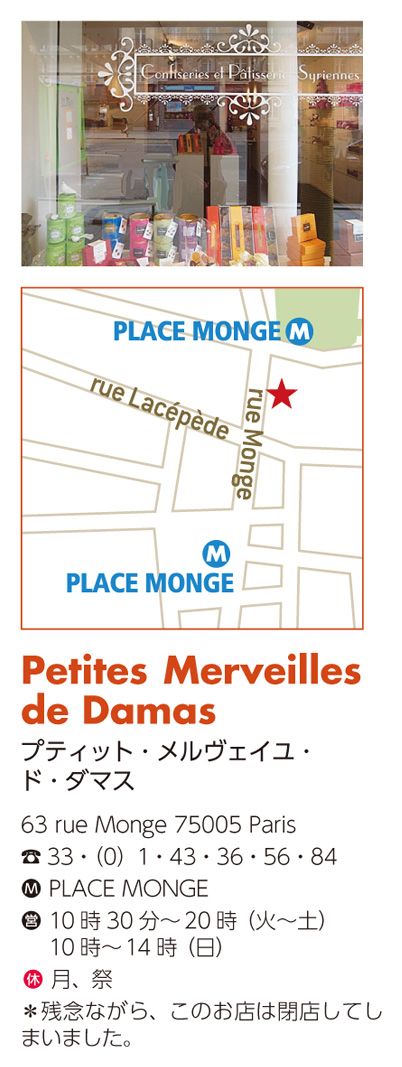 Confiseries et Pâtisseries Syriennes
PLACE MONGE M
rue Lacépède
rue Monge
M
PLACE MONGE
Petites Merveilles
de Damas
プティット・メルヴェイユ・
ド・ダマス
63 rue Monge 75005 Paris
☎ 33・（0）1・43・36・56・84
M PLACE MONGE
営 10時30分〜20時（火〜土）
10時〜14時（日）
休 月、祭
＊残念ながら、このお店は閉店してし
まいました。